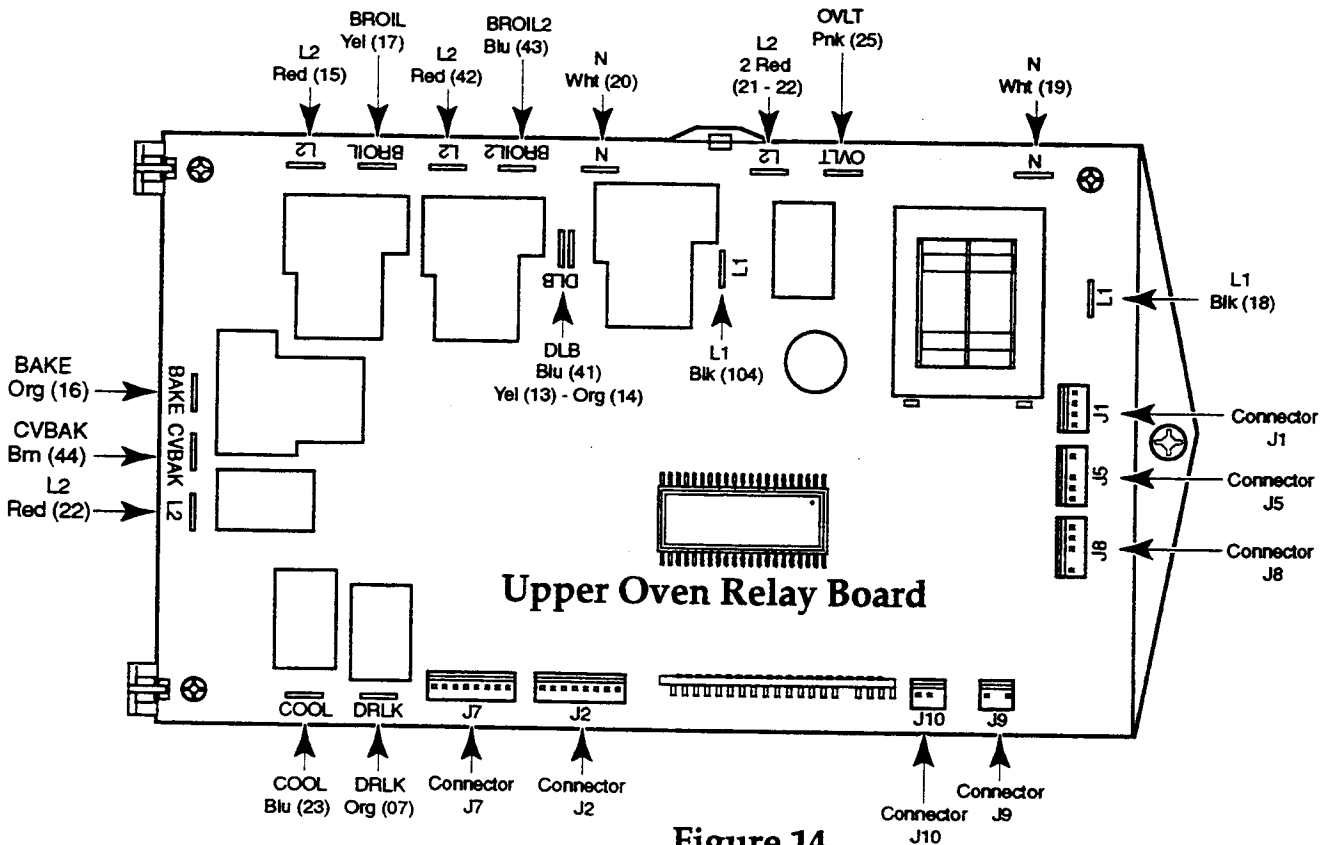 BROIL
Yel (17)
BROIL2
Blu (43)
OVLT
Pnk (25)
L2
Red (15)
L2
Red (42)
N
Wht (20)
L2
2 Red
(21 - 22)
N
Wht (19)
L2
BROIL
L2
BROIL2
N
L2
OVLT
N
DLB
L1
L1
L1
Blk (18)
DLB
Blu (41)
Yel (13) - Org (14)
L1
Blk (104)
BAKE
Org (16)
BAKE
CVBAK
Brn (44)
CVBAK
L2
Red (22)
L2
J1
Connector
J1
J5
Connector
J5
J8
Connector
J8
Upper Oven Relay Board
COOL
DRLK
J7
J2
J10
J9
COOL
Blu (23)
DRLK
Org (07)
Connector
J7
Connector
J2
Connector
J10
Connector
J9
Figure 14